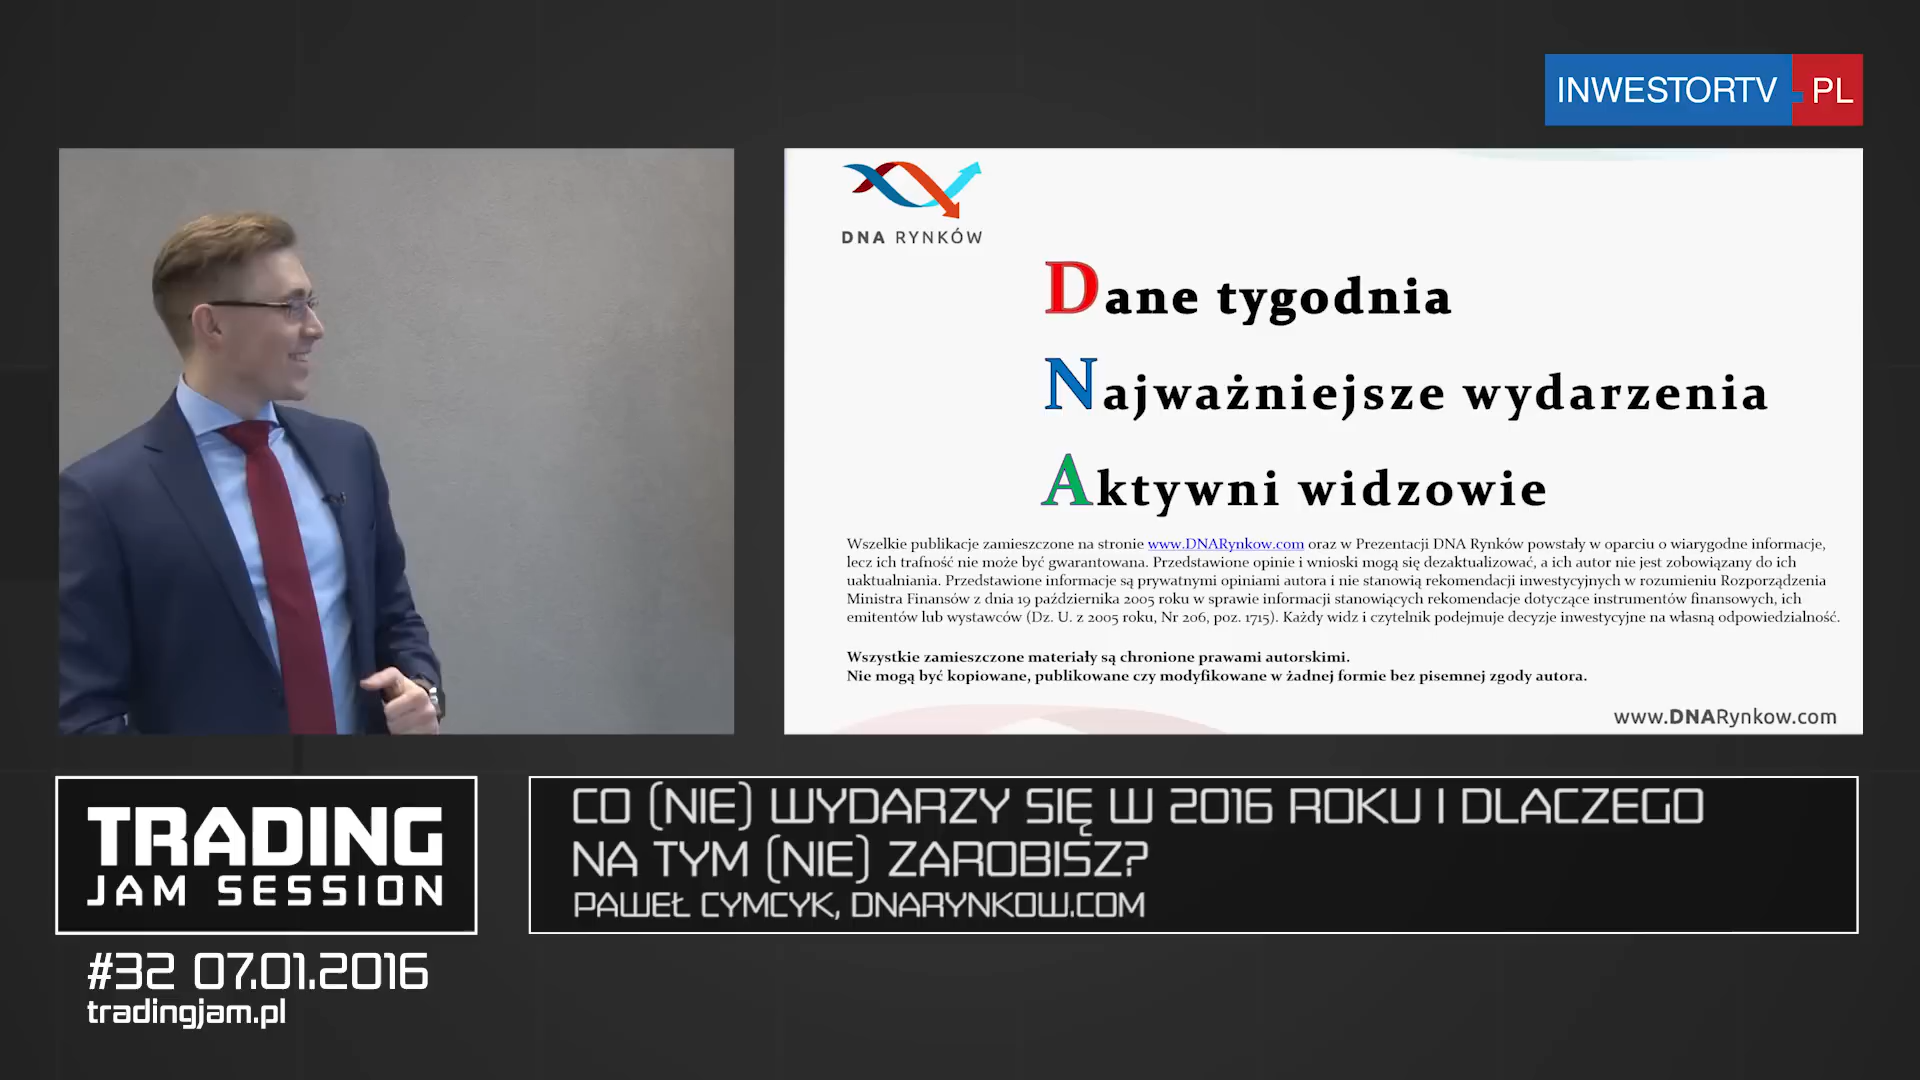 INWESTORTV.PL
DNA RYNKÓW
Dane tygodnia
Najważniejsze wydarzenia
Aktywni widzowie
Wszelkie publikacje zamieszczone na stronie www.DNARynkow.com oraz w Prezentacji DNA Rynków powstały w oparciu o wiarygodne informacje,
lecz ich trafność nie może być gwarantowana. Przedstawione opinie i wnioski mogą się dezaktualizować, a ich autor nie jest zobowiązany do ich
uaktualniania. Przedstawione informacje są prywatnymi opiniami autora i nie stanowią rekomendacji inwestycyjnych w rozumieniu Rozporządzenia
Ministra Finansów z dnia 19 października 2005 roku w sprawie informacji stanowiących rekomendacje dotyczące instrumentów finansowych, ich
emitentów lub wystawców (Dz. U. z 2005 roku, Nr 206, poz. 1715). Każdy widz i czytelnik podejmuje decyzje inwestycyjne na własną odpowiedzialność.
Wszystkie zamieszczone materiały są chronione prawami autorskimi.
Nie mogą być kopiowane, publikowane czy modyfikowane w żadnej formie bez pisemnej zgody autora.
www.DNARynkow.com
TRADING
JAM SESSION
#32 07.01.2016
tradingjam.pl
CO (NIE) WYDARZY SIĘ W 2016 ROKU I DLACZEGO
NA TYM (NIE) ZAROBISZ?
PAWEŁ CYMCYK, DNARYNKOW.COM